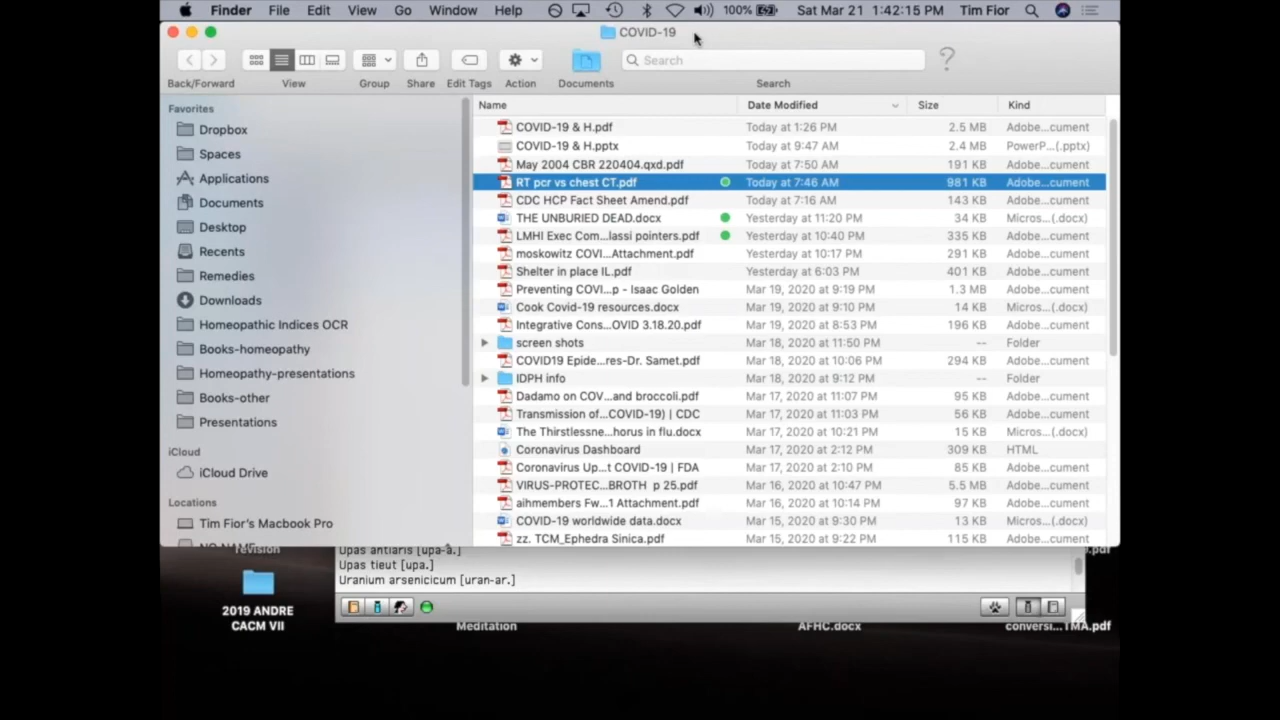 Finder File Edit View Go Window Help 100% Sat Mar 21 1:42:15 PM Tim Fior
COVID-19
Search
?
Back/Forward View Group Share Edit Tags Action Documents Search
Favorites
Dropbox
Spaces
Applications
Documents
Desktop
Recents
Remedies
Downloads
Homeopathic Indices OCR
Books-homeopathy
Homeopathy-presentations
Books-other
Presentations
iCloud
iCloud Drive
Locations
Tim Fior's Macbook Pro
Name Date Modified Size Kind
COVID-19 & H.pdf Today at 1:26 PM 2.5 MB Adobe...cument
COVID-19 & H.pptx Today at 9:47 AM 2.4 MB PowerP...(.pptx)
May 2004 CBR 220404.qxd.pdf Today at 7:50 AM 191 KB Adobe...cument
RT pcr vs chest CT.pdf Today at 7:46 AM 981 KB Adobe...cument
CDC HCP Fact Sheet Amend.pdf Today at 7:16 AM 143 KB Adobe...cument
THE UNBURIED DEAD.docx Yesterday at 11:20 PM 34 KB Micros...(.docx)
LMHI Exec Com...lassi pointers.pdf Yesterday at 10:40 PM 335 KB Adobe...cument
moskowitz COVI...Attachment.pdf Yesterday at 10:17 PM 291 KB Adobe...cument
Shelter in place IL.pdf Yesterday at 6:03 PM 401 KB Adobe...cument
Preventing COVI...p - Isaac Golden Mar 19, 2020 at 9:19 PM 1.3 MB Adobe...cument
Cook Covid-19 resources.docx Mar 19, 2020 at 9:10 PM 14 KB Micros...(.docx)
Integrative Cons...OVID 3.18.20.pdf Mar 19, 2020 at 8:53 PM 196 KB Adobe...cument
screen shots Mar 18, 2020 at 11:50 PM -- Folder
COVID19 Epide...res-Dr. Samet.pdf Mar 18, 2020 at 10:06 PM 294 KB Adobe...cument
IDPH info Mar 18, 2020 at 9:12 PM -- Folder
Dadamo on COV...and broccoli.pdf Mar 17, 2020 at 11:07 PM 95 KB Adobe...cument
Transmission of...COVID-19) | CDC Mar 17, 2020 at 11:03 PM 56 KB Adobe...cument
The Thirstlessne...horus in flu.docx Mar 17, 2020 at 10:21 PM 15 KB Micros...(.docx)
Coronavirus Dashboard Mar 17, 2020 at 2:12 PM 309 KB HTML
Coronavirus Up...t COVID-19 | FDA Mar 17, 2020 at 2:10 PM 85 KB Adobe...cument
VIRUS-PROTEC...BROTH p 25.pdf Mar 16, 2020 at 10:47 PM 5.5 MB Adobe...cument
aihmembers Fw...1 Attachment.pdf Mar 16, 2020 at 10:14 PM 97 KB Adobe...cument
COVID-19 worldwide data.docx Mar 15, 2020 at 9:30 PM 13 KB Micros...(.docx)
zz. TCM_Ephedra Sinica.pdf Mar 15, 2020 at 9:22 PM 115 KB Adobe...cument
revision
Upas antiaris [upa-a.]
Upas tieut [upa.]
Uranium arsenicicum [uran-ar.]
2019 ANDRE
CACM VII
Meditation
AFHC.docx
conversi...TMA.pdf